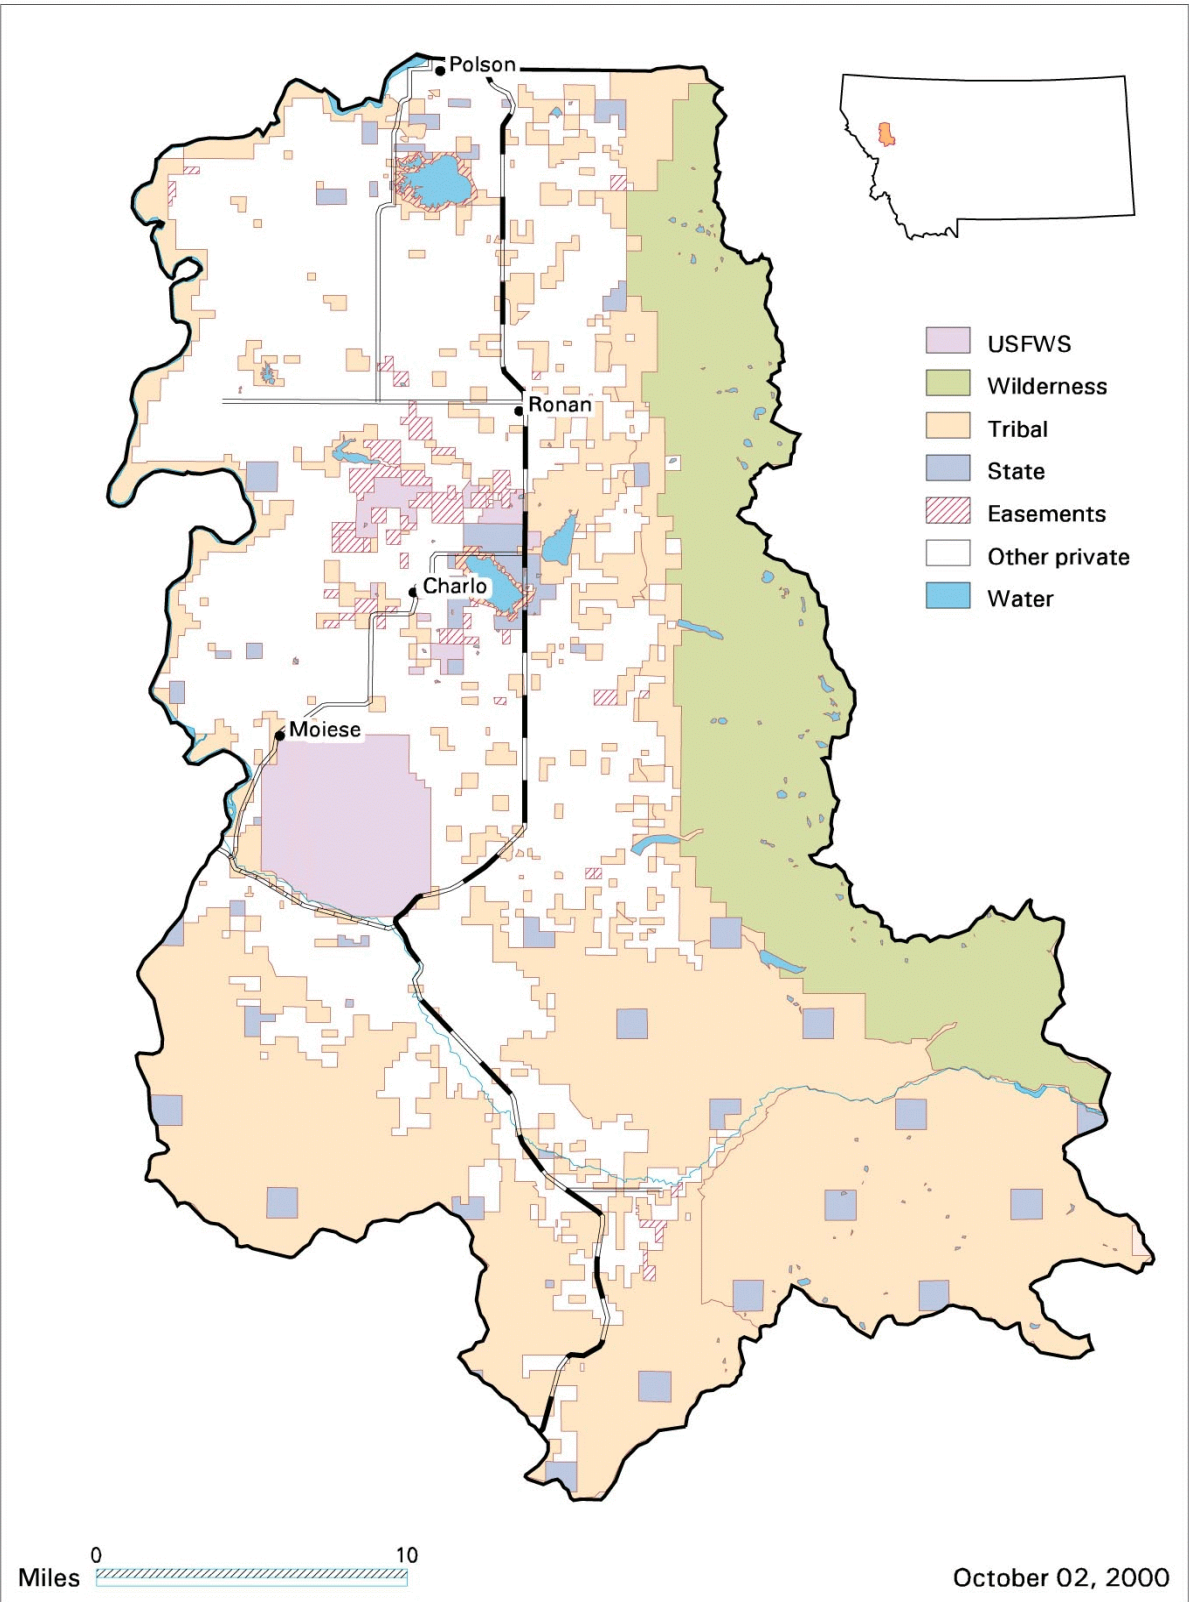 Polson
Ronan
Charlo
Moiese
USFWS
Wilderness
Tribal
State
Easements
Other private
Water
0 10
Miles
October 02, 2000